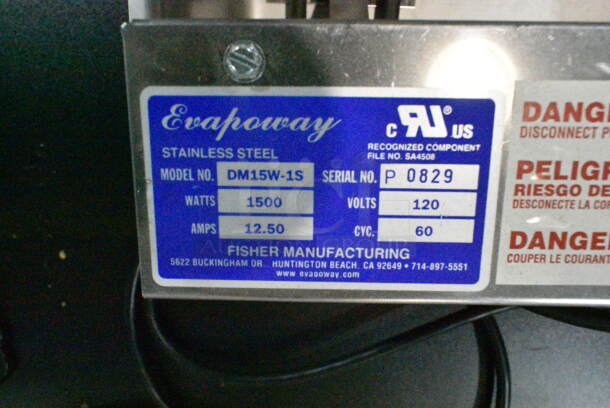 Evapoway
c RU® US
STAINLESS STEEL
RECOGNIZED COMPONENT
FILE NO. SA4508
MODEL NO. DM15W-1S SERIAL NO. P 0829
WATTS 1500 VOLTS 120
AMPS 12.50 CYC. 60
FISHER MANUFACTURING
5622 BUCKINGHAM DR. HUNTINGTON BEACH, CA 92649 • 714-897-5551
www.evapoway.com
DANGE
DISCONNECT P
PELIGR
RIESGO DE
DESCONECTE LA COR
DANGE
COUPER LE COURANT